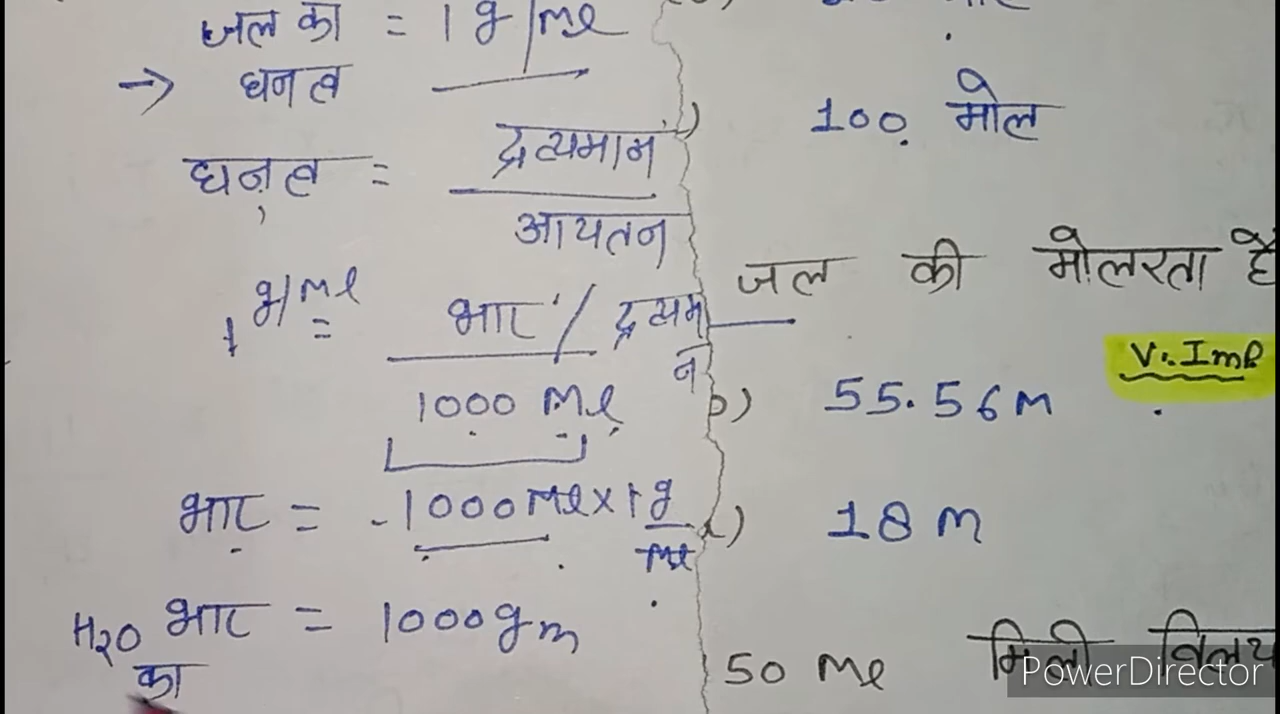 जल का = 1 g/ml
→ घनत्व
घनत्व = द्रव्यमान
आयतन
1 g/ml = भार / द्रव्यमान
1000 ml
भार = 1000 ml x 1 g
ml
H2O भार = 1000 gm
का
100 मोल
जल की मोलरता है
V. Imp
b) 55.56 m
18 m
50 ml मिली विलय
PowerDirector